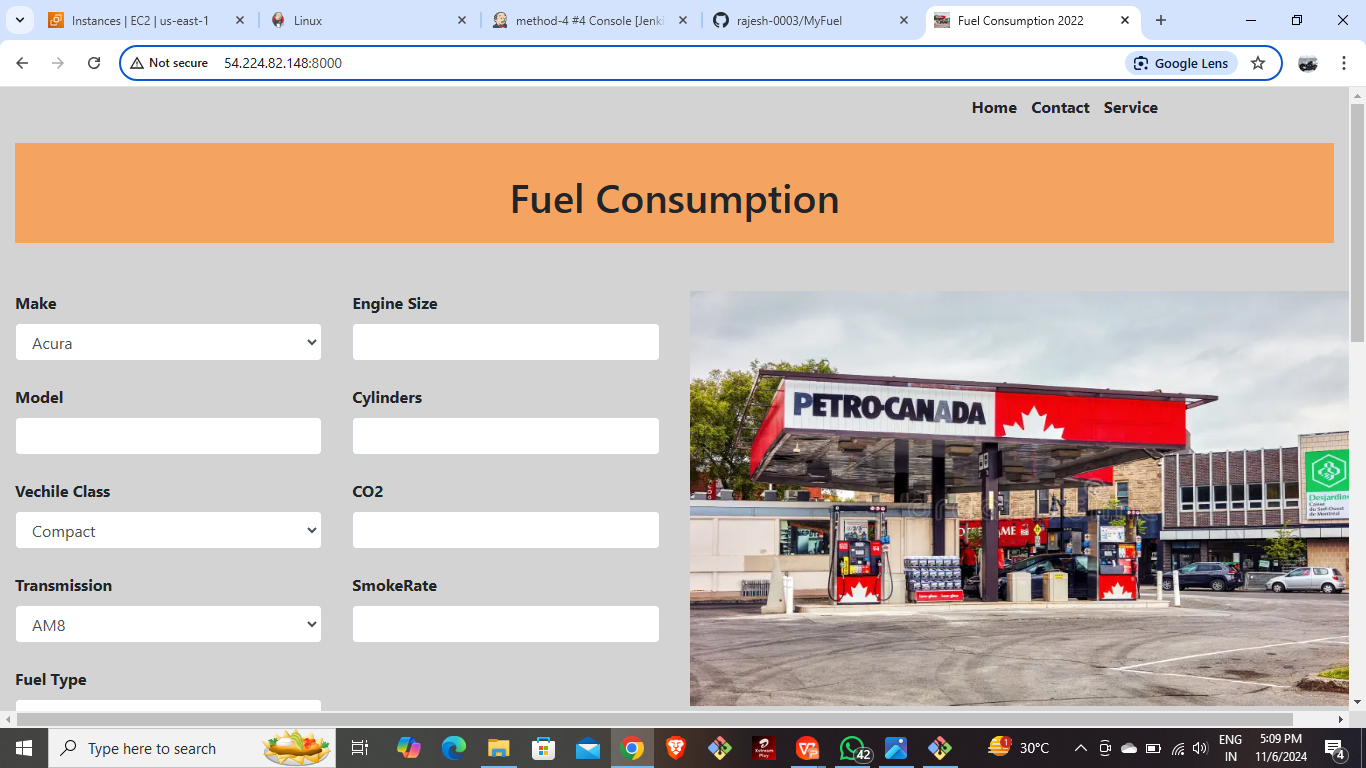 Instances | EC2 | us-east-1
Linux
method-4 #4 Console [Jenki
rajesh-0003/MyFuel
Fuel Consumption 2022
Not secure
54.224.82.148:8000
Google Lens
Home Contact Service
Fuel Consumption
Make
Engine Size
Acura
Model
Cylinders
Vechile Class
CO2
Compact
Transmission
SmokeRate
AM8
Fuel Type
PETRO-CANADA
Desjardins
Type here to search
42
1
30°C
ENG
IN
5:09 PM
11/6/2024
4